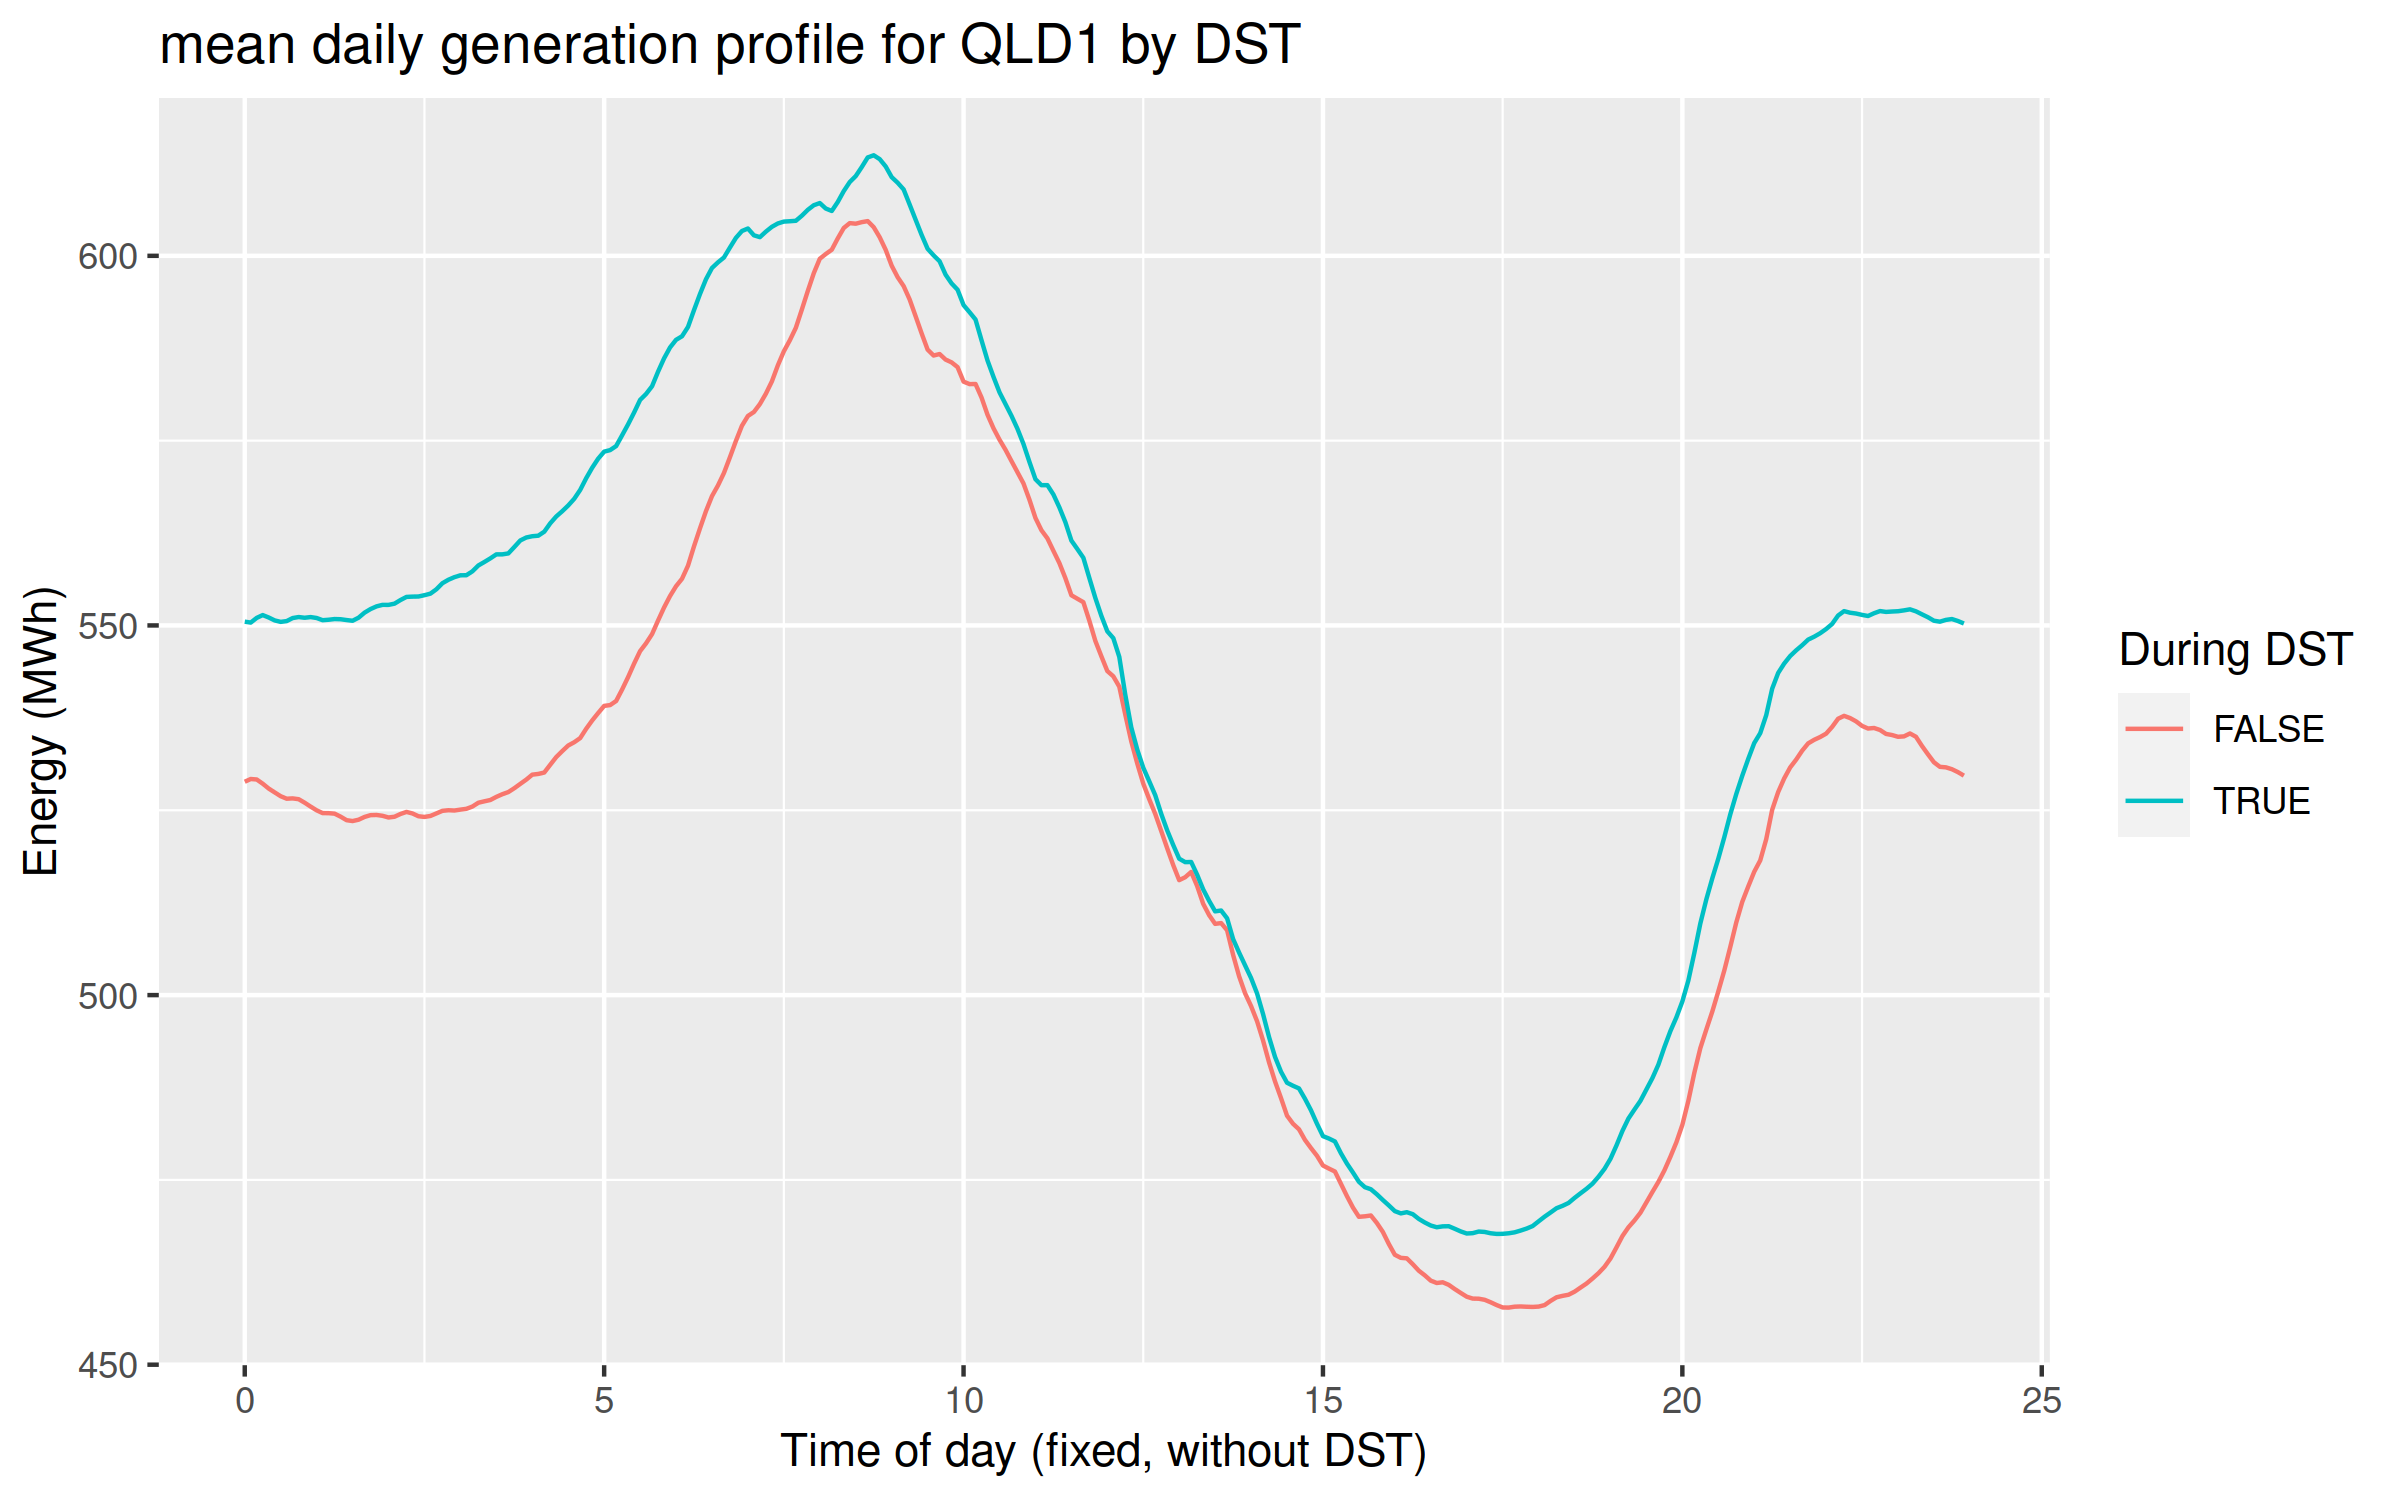 mean daily generation profile for QLD1 by DST
Energy (MWh)
600
550
500
450
0 5 10 15 20 25
Time of day (fixed, without DST)
During DST
FALSE
TRUE